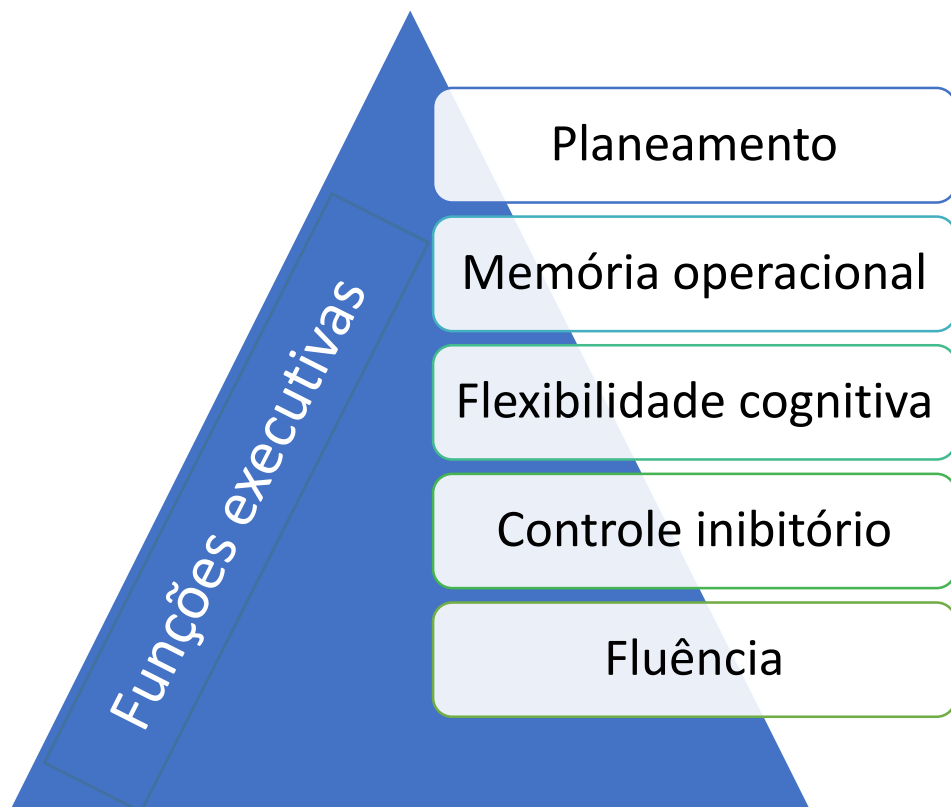 Funções executivas
Planeamento
Memória operacional
Flexibilidade cognitiva
Controle inibitório
Fluência